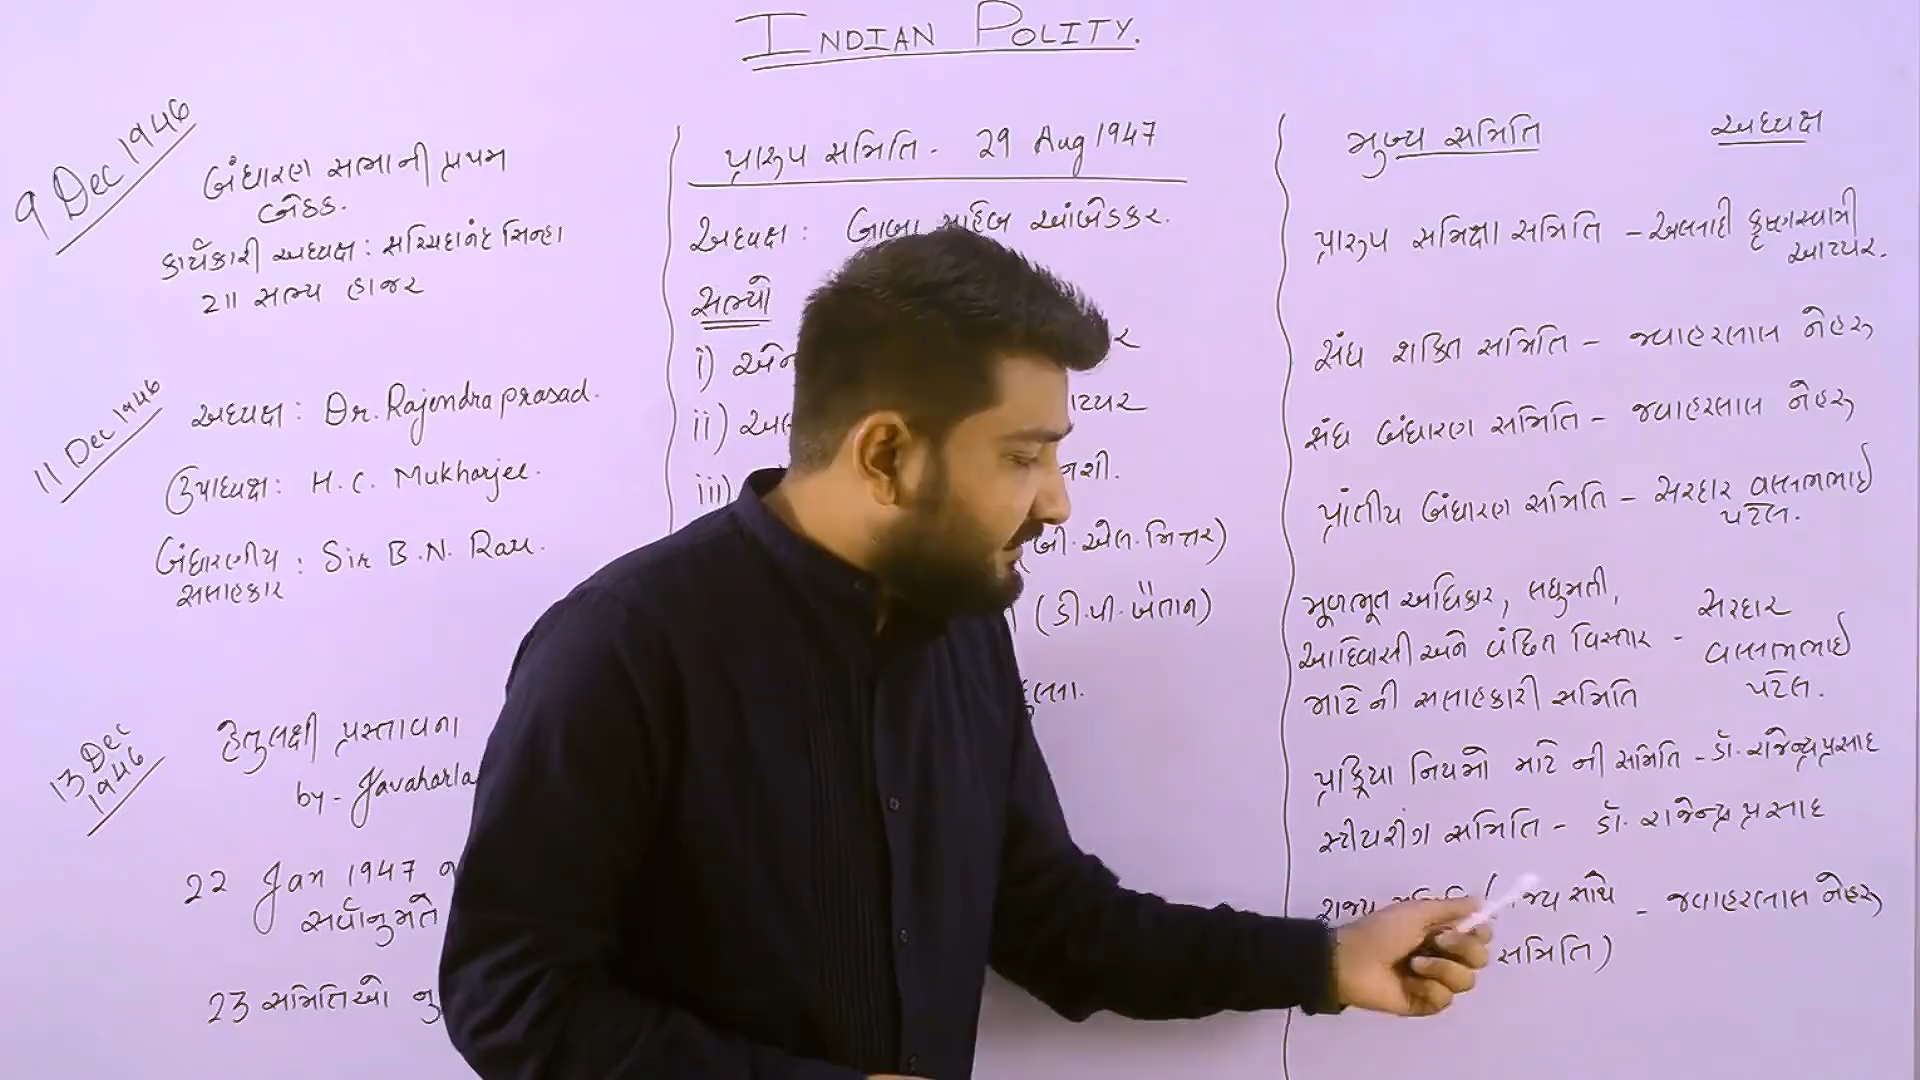 INDIAN POLITY.
9 Dec 1946
બંધારણ સભાની પ્રથમ
બેઠક.
કાર્યકારી અધ્યક્ષ : સચ્ચિદાનંદ સિન્હા
211 સભ્ય હાજર
11 Dec 1946
અધ્યક્ષ : Dr. Rajendra prasad.
ઉપાધ્યક્ષ : H. C. Mukharjee.
બંધારણીય : Sir B. N. Rau.
સલાહકાર
13 Dec
1946
હેતુલક્ષી પ્રસ્તાવના
by - Javaharla
22 Jan 1947
સર્વાનુમતે
23 સમિતિઓ
પ્રારૂપ સમિતિ - 29 Aug 1947
અધ્યક્ષ : બાબા સાહેબ આંબેડકર.
સભ્યો
i)
ii)
iii)
(બી.એલ.મિત્તર)
(ડી.પી.ખૈતાન)
મુખ્ય સમિતિ અધ્યક્ષ
પ્રારૂપ સમિક્ષા સમિતિ - અલ્લાદી કૃષ્ણસ્વામી
આય્યર.
સંઘ શક્તિ સમિતિ - જવાહરલાલ નેહરૂ
સંઘ બંધારણ સમિતિ - જવાહરલાલ નેહરૂ
પ્રાંતીય બંધારણ સમિતિ - સરદાર વલ્લભભાઇ
પટેલ.
મૂળભૂત અધિકાર, લઘુમતી, સરદાર
આદિવાસી અને વંછિત વિસ્તાર - વલ્લભભાઇ
માટેની સલાહકારી સમિતિ પટેલ.
પ્રક્રિયા નિયમો માટે ની સમિતિ - ડૉ. રાજેન્દ્રપ્રસાદ
સ્ટીયરીંગ સમિતિ - ડૉ. રાજેન્દ્ર પ્રસાદ
રાજ્ય સાથે - જવાહરલાલ નેહરૂ
સમિતિ)